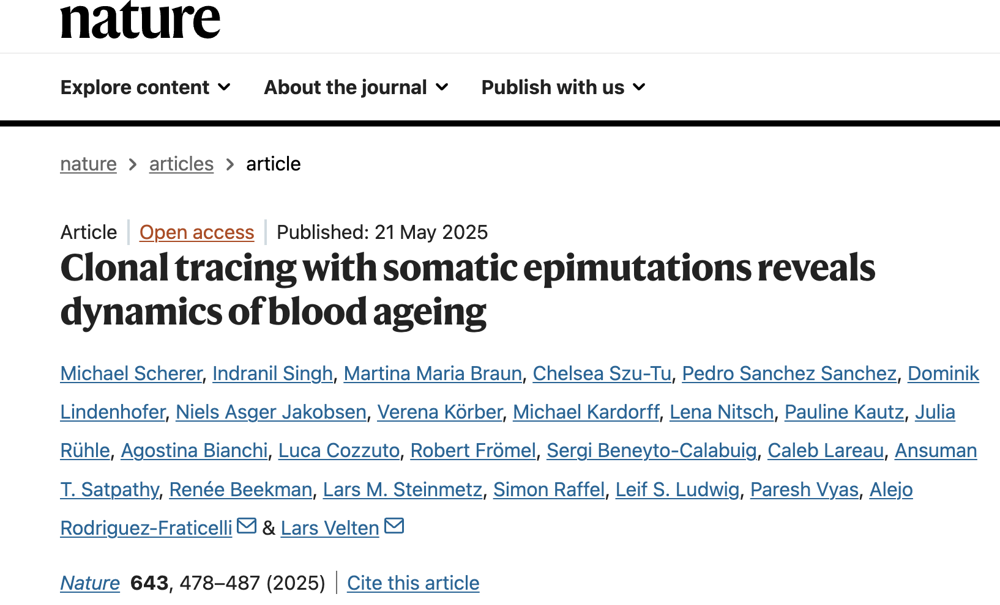 nature
Explore content About the journal Publish with us
nature > articles > article
Article | Open access | Published: 21 May 2025
Clonal tracing with somatic epimutations reveals
dynamics of blood ageing
Michael Scherer, Indranil Singh, Martina Maria Braun, Chelsea Szu-Tu, Pedro Sanchez Sanchez, Dominik
Lindenhofer, Niels Asger Jakobsen, Verena Körber, Michael Kardorff, Lena Nitsch, Pauline Kautz, Julia
Rühle, Agostina Bianchi, Luca Cozzuto, Robert Frömel, Sergi Beneyto-Calabuig, Caleb Lareau, Ansuman
T. Satpathy, Renée Beekman, Lars M. Steinmetz, Simon Raffel, Leif S. Ludwig, Paresh Vyas, Alejo
Rodriguez-Fraticelli & Lars Velten
Nature 643, 478–487 (2025) | Cite this article